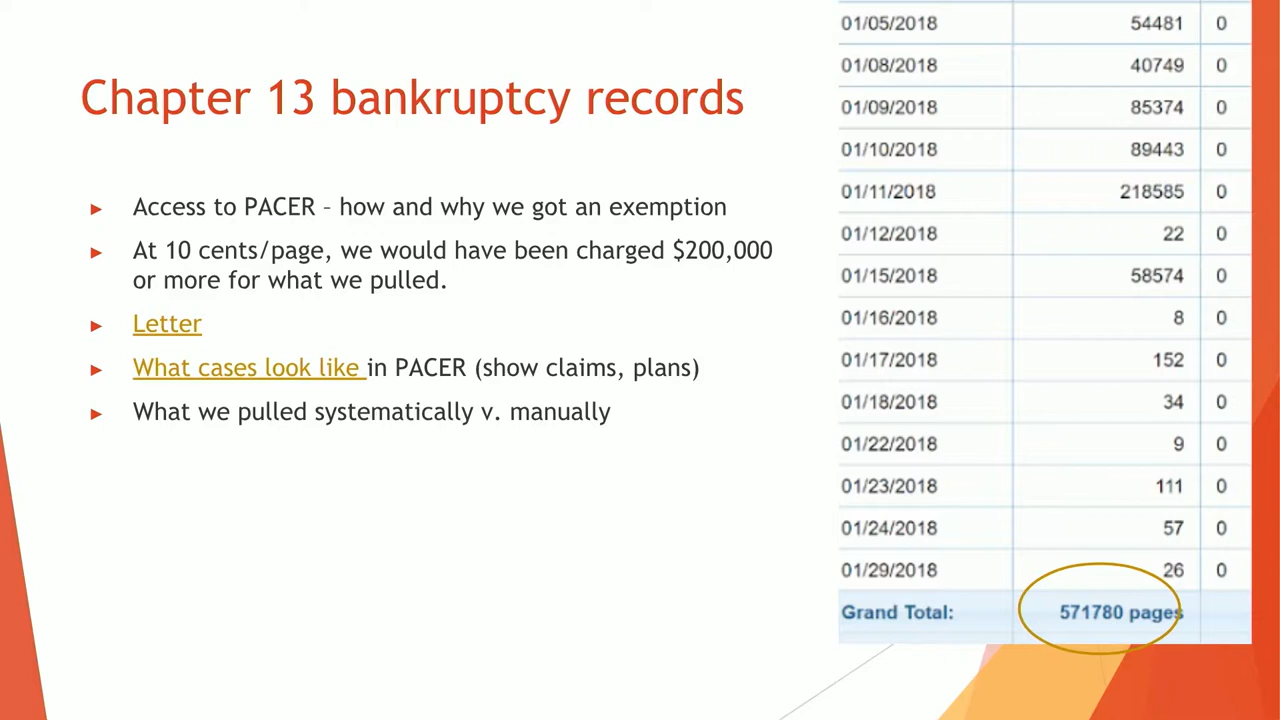 Chapter 13 bankruptcy records
► Access to PACER – how and why we got an exemption
► At 10 cents/page, we would have been charged $200,000
or more for what we pulled.
► Letter
► What cases look like in PACER (show claims, plans)
► What we pulled systematically v. manually
01/05/2018 54481 0
01/08/2018 40749 0
01/09/2018 85374 0
01/10/2018 89443 0
01/11/2018 218585 0
01/12/2018 22 0
01/15/2018 58574 0
01/16/2018 8 0
01/17/2018 152 0
01/18/2018 34 0
01/22/2018 9 0
01/23/2018 111 0
01/24/2018 57 0
01/29/2018 26 0
Grand Total: 571780 pages